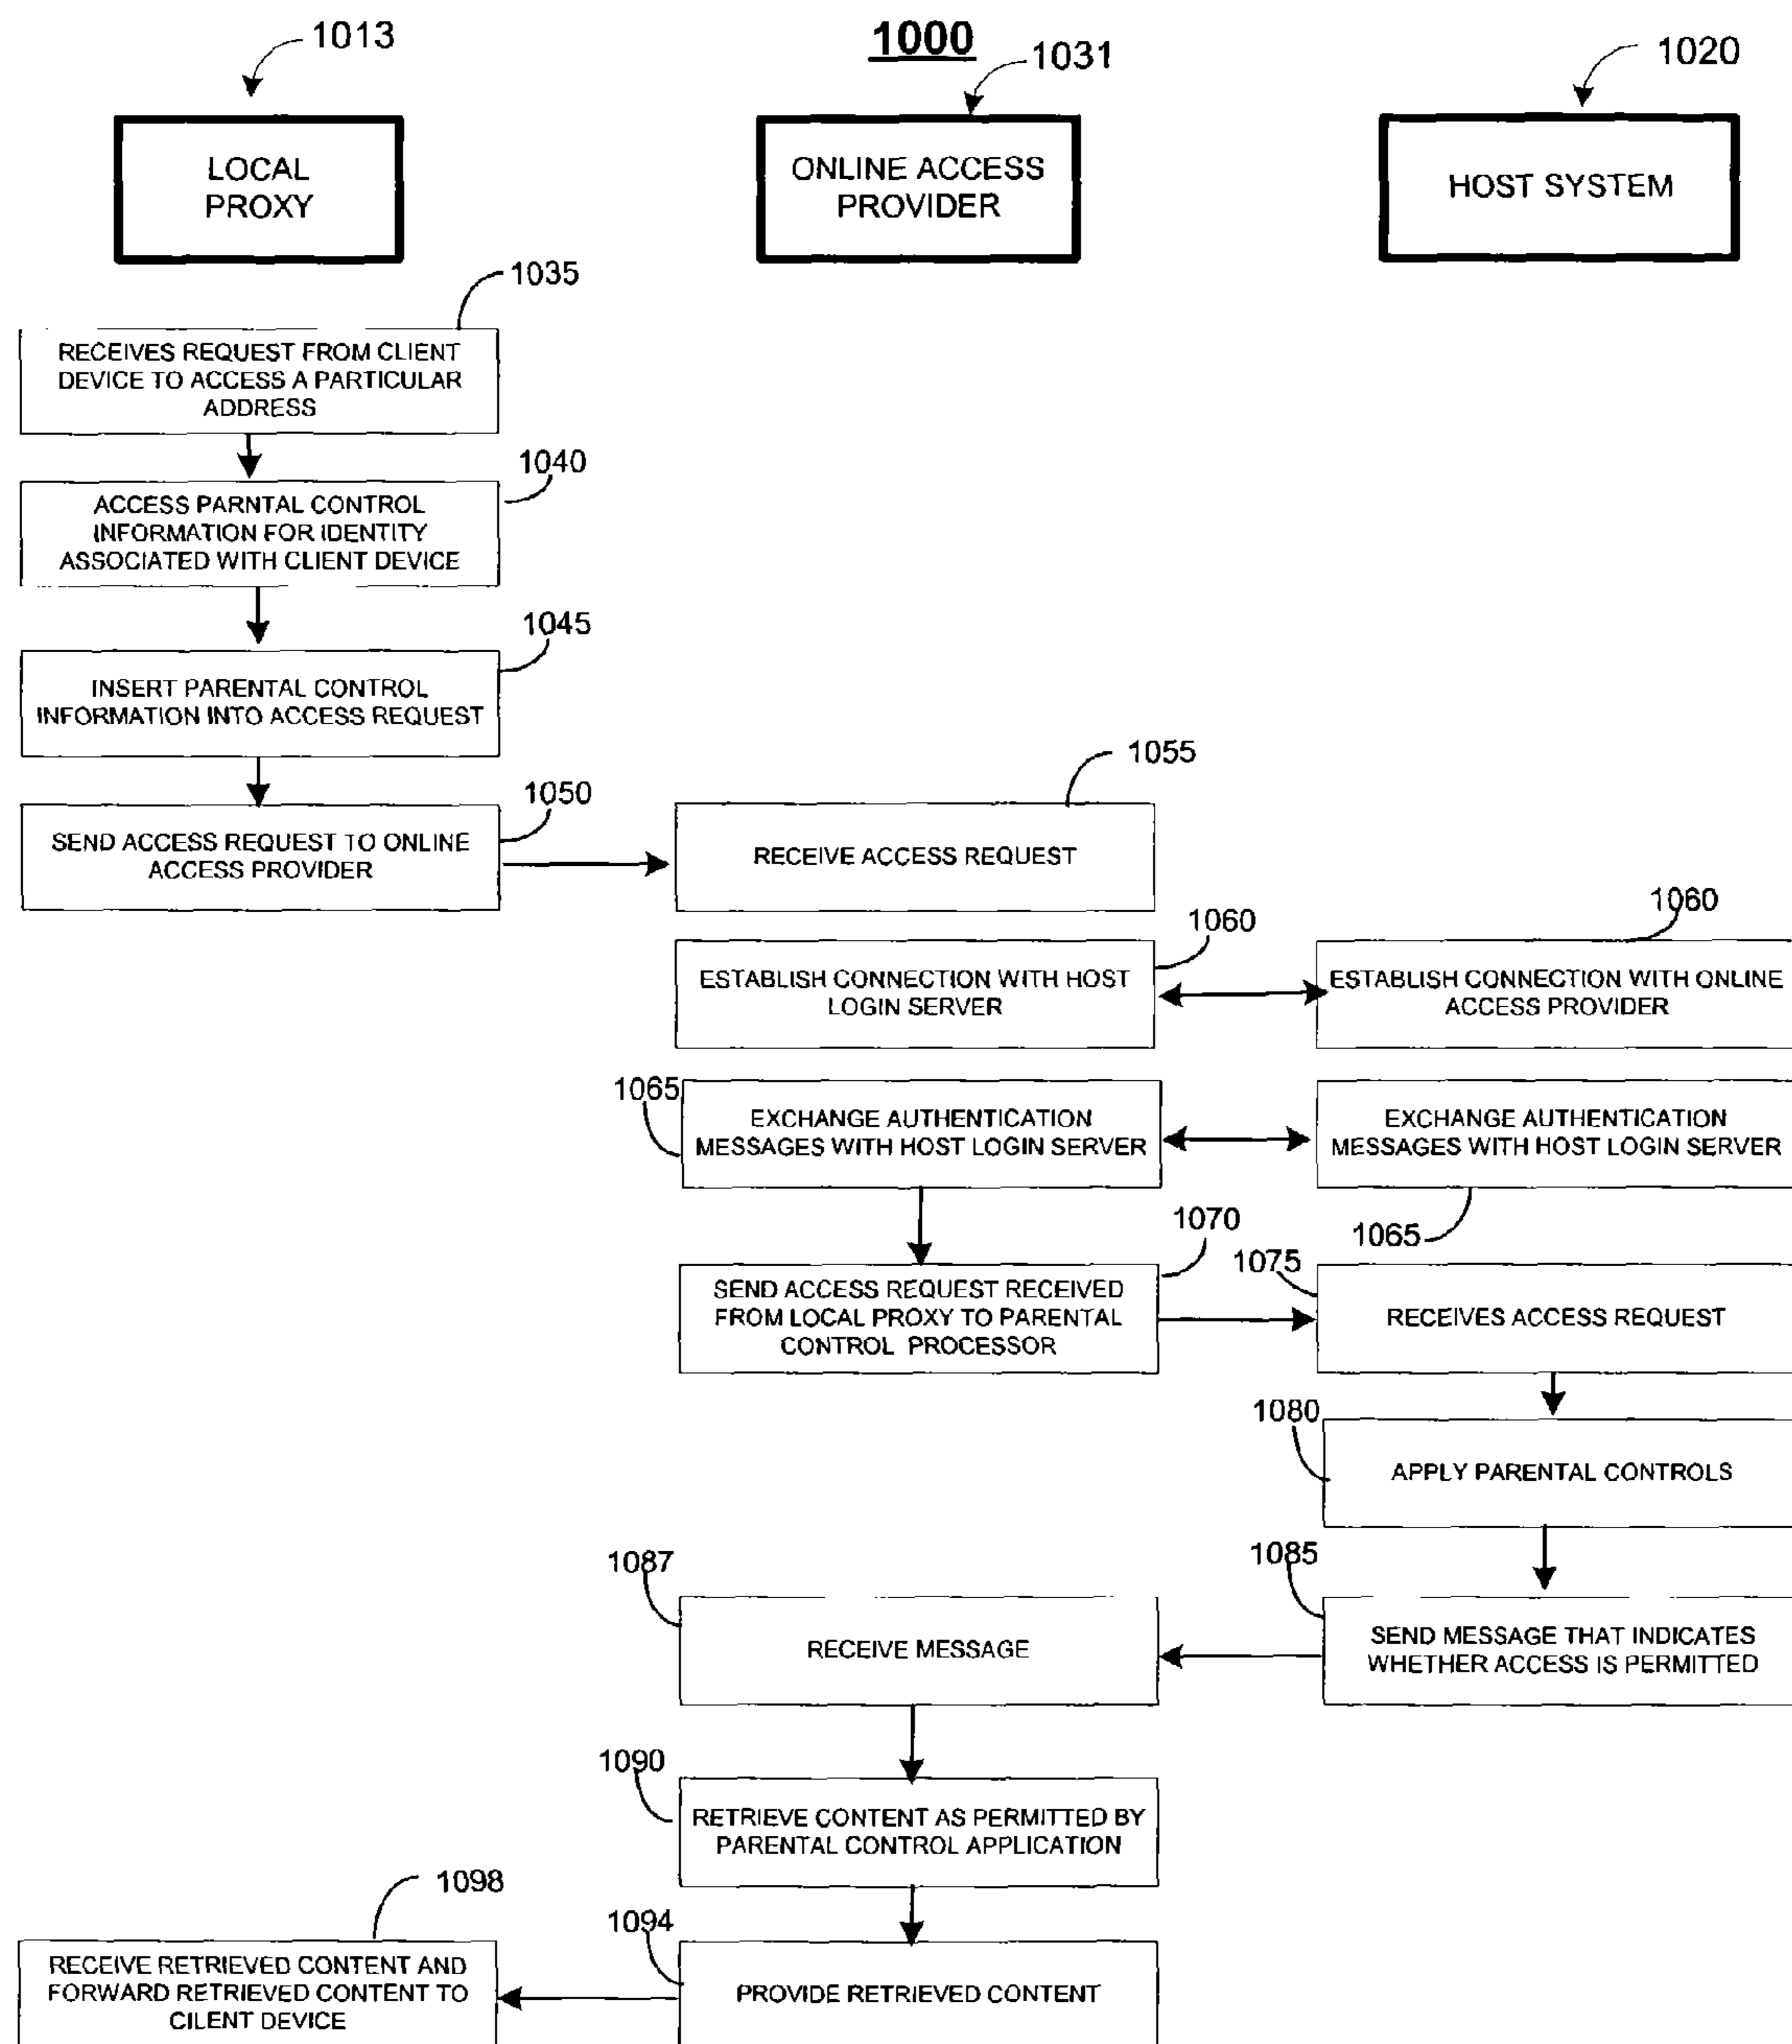 1013
1000
1031
1020
LOCAL
PROXY
ONLINE ACCESS
PROVIDER
HOST SYSTEM
1035
RECEIVES REQUEST FROM CLIENT
DEVICE TO ACCESS A PARTICULAR
ADDRESS
1040
ACCESS PARNTAL CONTROL
INFORMATION FOR IDENTITY
ASSOCIATED WITH CLIENT DEVICE
1045
INSERT PARENTAL CONTROL
INFORMATION INTO ACCESS REQUEST
1050
SEND ACCESS REQUEST TO ONLINE
ACCESS PROVIDER
1055
RECEIVE ACCESS REQUEST
1060
ESTABLISH CONNECTION WITH HOST
LOGIN SERVER
1060
ESTABLISH CONNECTION WITH ONLINE
ACCESS PROVIDER
1065
EXCHANGE AUTHENTICATION
MESSAGES WITH HOST LOGIN SERVER
EXCHANGE AUTHENTICATION
MESSAGES WITH HOST LOGIN SERVER
1065
1070
SEND ACCESS REQUEST RECEIVED
FROM LOCAL PROXY TO PARENTAL
CONTROL PROCESSOR
1075
RECEIVES ACCESS REQUEST
1080
APPLY PARENTAL CONTROLS
1085
SEND MESSAGE THAT INDICATES
WHETHER ACCESS IS PERMITTED
1087
RECEIVE MESSAGE
1090
RETRIEVE CONTENT AS PERMITTED BY
PARENTAL CONTROL APPLICATION
1094
PROVIDE RETRIEVED CONTENT
1098
RECEIVE RETRIEVED CONTENT AND
FORWARD RETRIEVED CONTENT TO
CILENT DEVICE